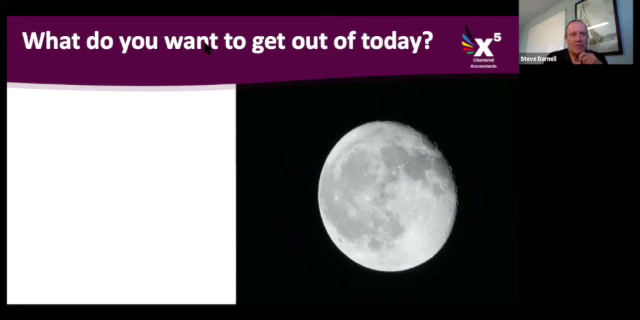 What do you want to get out of today?
x5
Chartered
Accountants
Steve Darnell